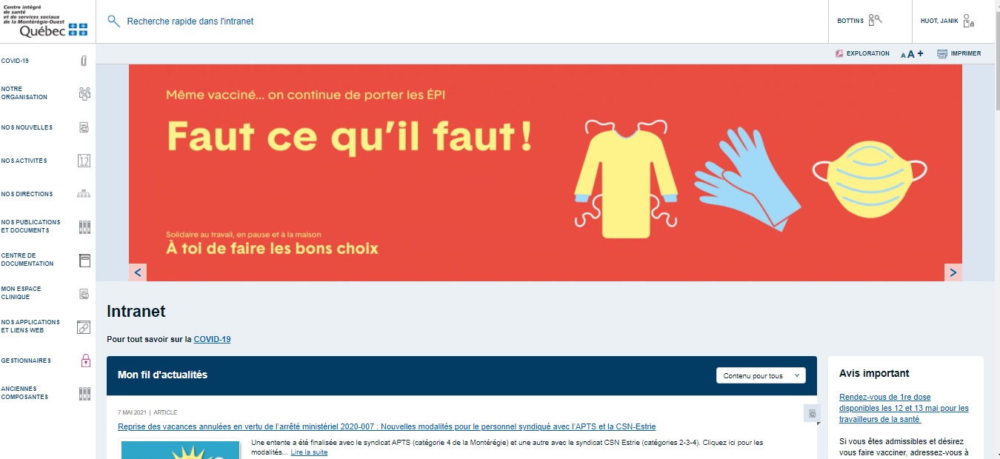 Centre intégré
de santé
et de services sociaux
de la Montérégie-Ouest
Québec
Recherche rapide dans l'intranet
BOTTINS
HUOT, JANIK
EXPLORATION
A A +
IMPRIMER
COVID-19
NOTRE
ORGANISATION
NOS NOUVELLES
NOS ACTIVITÉS
12
NOS DIRECTIONS
NOS PUBLICATIONS
ET DOCUMENTS
CENTRE DE
DOCUMENTATION
MON ESPACE
CLINIQUE
NOS APPLICATIONS
ET LIENS WEB
GESTIONNAIRES
ANCIENNES
COMPOSANTES
Même vacciné... on continue de porter les ÉPI
Faut ce qu'il faut!
Solidaire au travail, en pause et à la maison
À toi de faire les bons choix
< >
Intranet
Pour tout savoir sur la COVID-19
Mon fil d'actualités
Contenu pour tous
7 MAI 2021 | ARTICLE
Reprise des vacances annulées en vertu de l'arrêté ministériel 2020-007 : Nouvelles modalités pour le personnel syndiqué avec l'APTS et la CSN-Estrie
Une entente a été finalisée avec le syndicat APTS (catégorie 4 de la Montérégie) et une autre avec le syndicat CSN Estrie (catégories 2-3-4). Cliquez ici pour les
modalités... Lire la suite
Avis important
Rendez-vous de 1re dose
disponibles les 12 et 13 mai pour les
travailleurs de la santé
Si vous êtes admissibles et désirez
vous faire vacciner, adressez-vous à